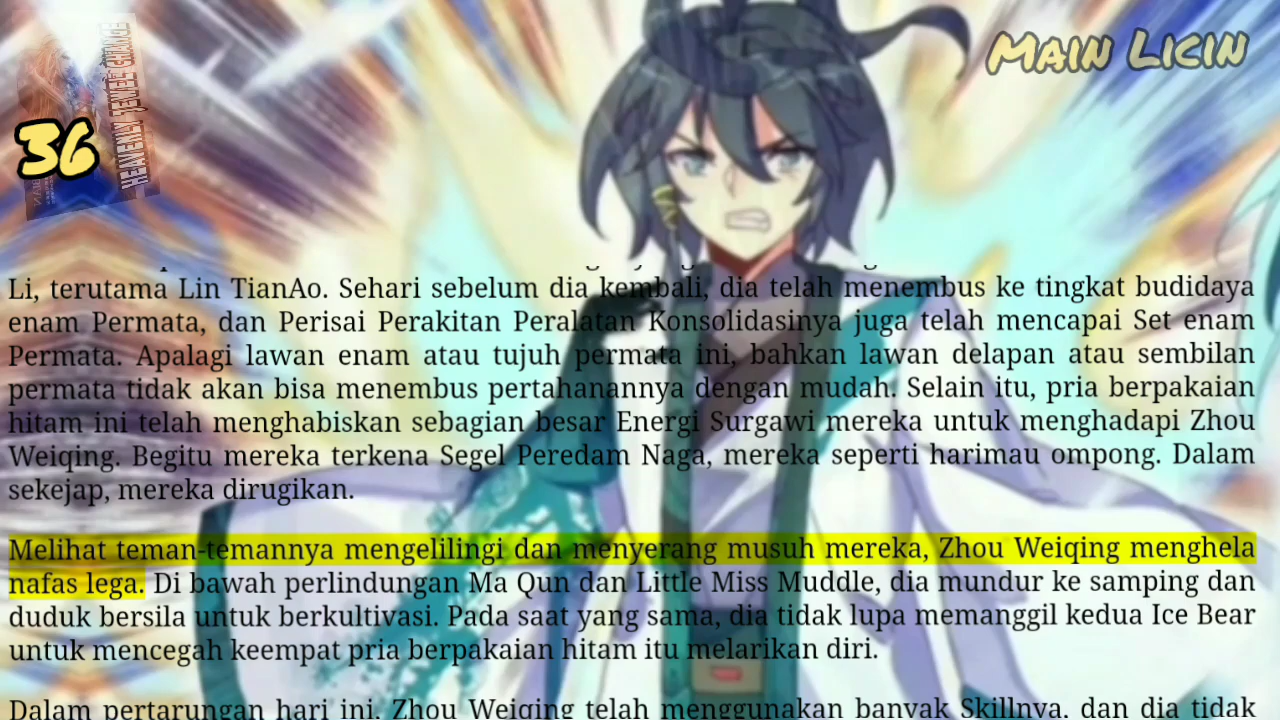 Main Licin
36
HEAVENLY JEWEL CHANGE
Li, terutama Lin TianAo. Sehari sebelum dia kembali, dia telah menembus ke tingkat budidaya
enam Permata, dan Perisai Perakitan Peralatan Konsolidasinya juga telah mencapai Set enam
Permata. Apalagi lawan enam atau tujuh permata ini, bahkan lawan delapan atau sembilan
permata tidak akan bisa menembus pertahanannya dengan mudah. Selain itu, pria berpakaian
hitam ini telah menghabiskan sebagian besar Energi Surgawi mereka untuk menghadapi Zhou
Weiqing. Begitu mereka terkena Segel Peredam Naga, mereka seperti harimau ompong. Dalam
sekejap, mereka dirugikan.
Melihat teman-temannya mengelilingi dan menyerang musuh mereka, Zhou Weiqing menghela
nafas lega. Di bawah perlindungan Ma Qun dan Little Miss Muddle, dia mundur ke samping dan
duduk bersila untuk berkultivasi. Pada saat yang sama, dia tidak lupa memanggil kedua Ice Bear
untuk mencegah keempat pria berpakaian hitam itu melarikan diri.
Dalam pertarungan hari ini, Zhou Weiqing telah menggunakan banyak Skillnya, dan dia tidak